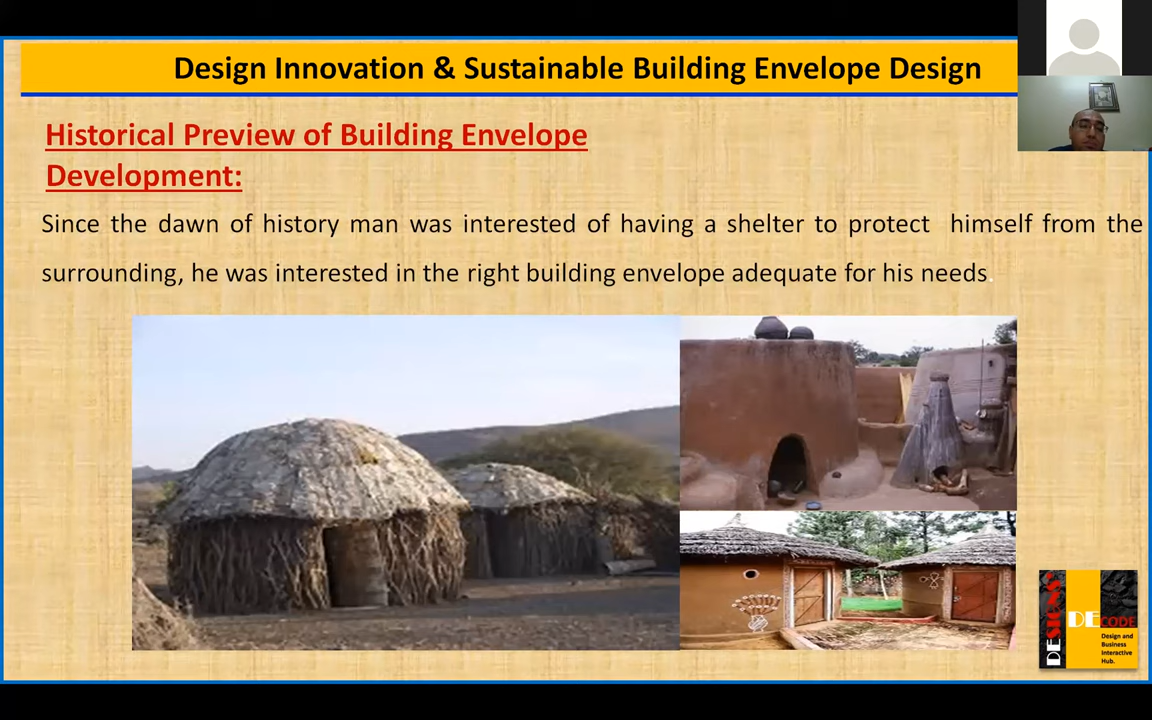 Design Innovation & Sustainable Building Envelope Design
Historical Preview of Building Envelope
Development:
Since the dawn of history man was interested of having a shelter to protect himself from the
surrounding, he was interested in the right building envelope adequate for his needs.
DESIGNS
DECODE
Design and
Business
Interactive
Hub.